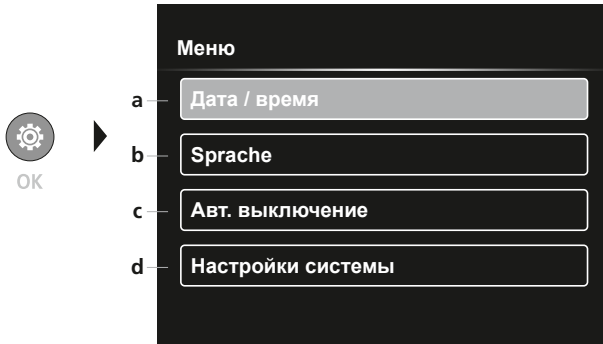 Меню
a Дата / время
b Sprache
OK
c Авт. выключение
d Настройки системы